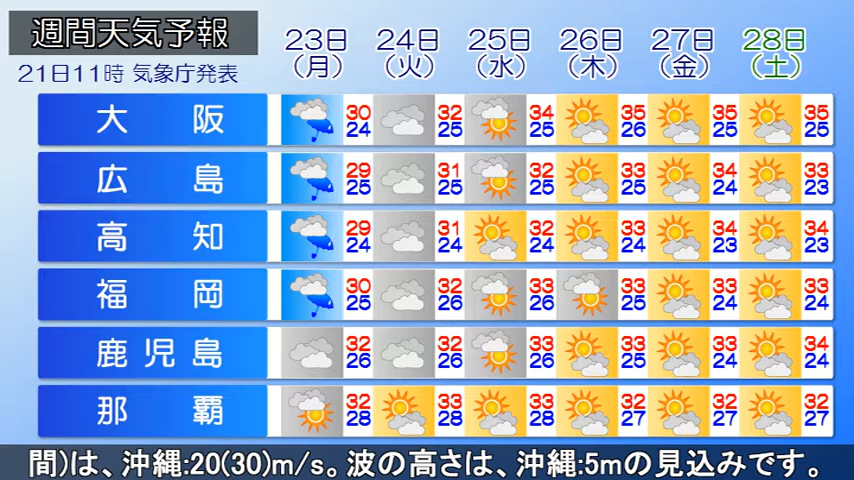 週間天気予報
21日11時 気象庁発表
23日 24日 25日 26日 27日 28日
(月) (火) (水) (木) (金) (土)
大阪 30 24 32 25 34 25 35 26 35 25 35 25
広島 29 25 31 25 32 25 33 25 34 24 33 23
高知 29 24 31 24 32 24 33 24 34 23 34 23
福岡 30 25 32 26 33 26 33 25 33 24 33 24
鹿児島 32 26 32 26 33 26 33 25 33 24 34 24
那覇 32 28 33 28 33 28 32 27 32 27 32 27
間)は、沖縄:20(30)m/s。波の高さは、沖縄:5mの見込みです。